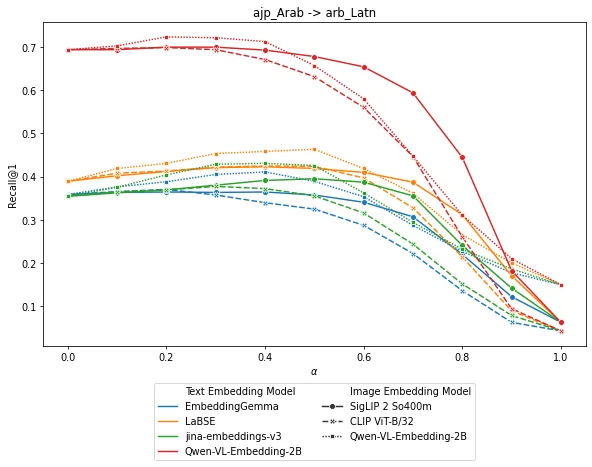 ajp_Arab -> arb_Latn
0.7
0.6
0.5
0.4
0.3
0.2
0.1
Recall@1
0.0 0.2 0.4 0.6 0.8 1.0
α
Text Embedding Model Image Embedding Model
EmbeddingGemma SigLIP 2 So400m
LaBSE CLIP ViT-B/32
jina-embeddings-v3 Qwen-VL-Embedding-2B
Qwen-VL-Embedding-2B